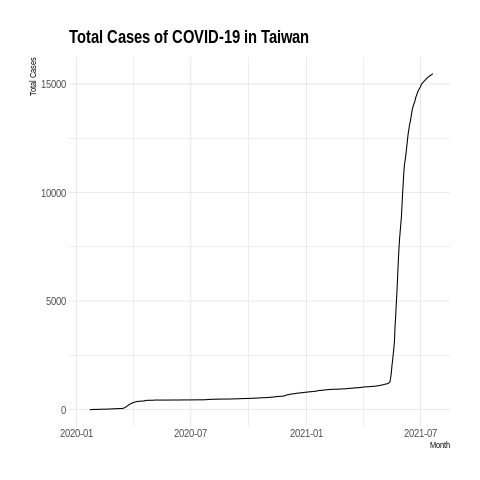 Total Cases of COVID-19 in Taiwan
Total Cases
15000
10000
5000
0
2020-01 2020-07 2021-01 2021-07
Month